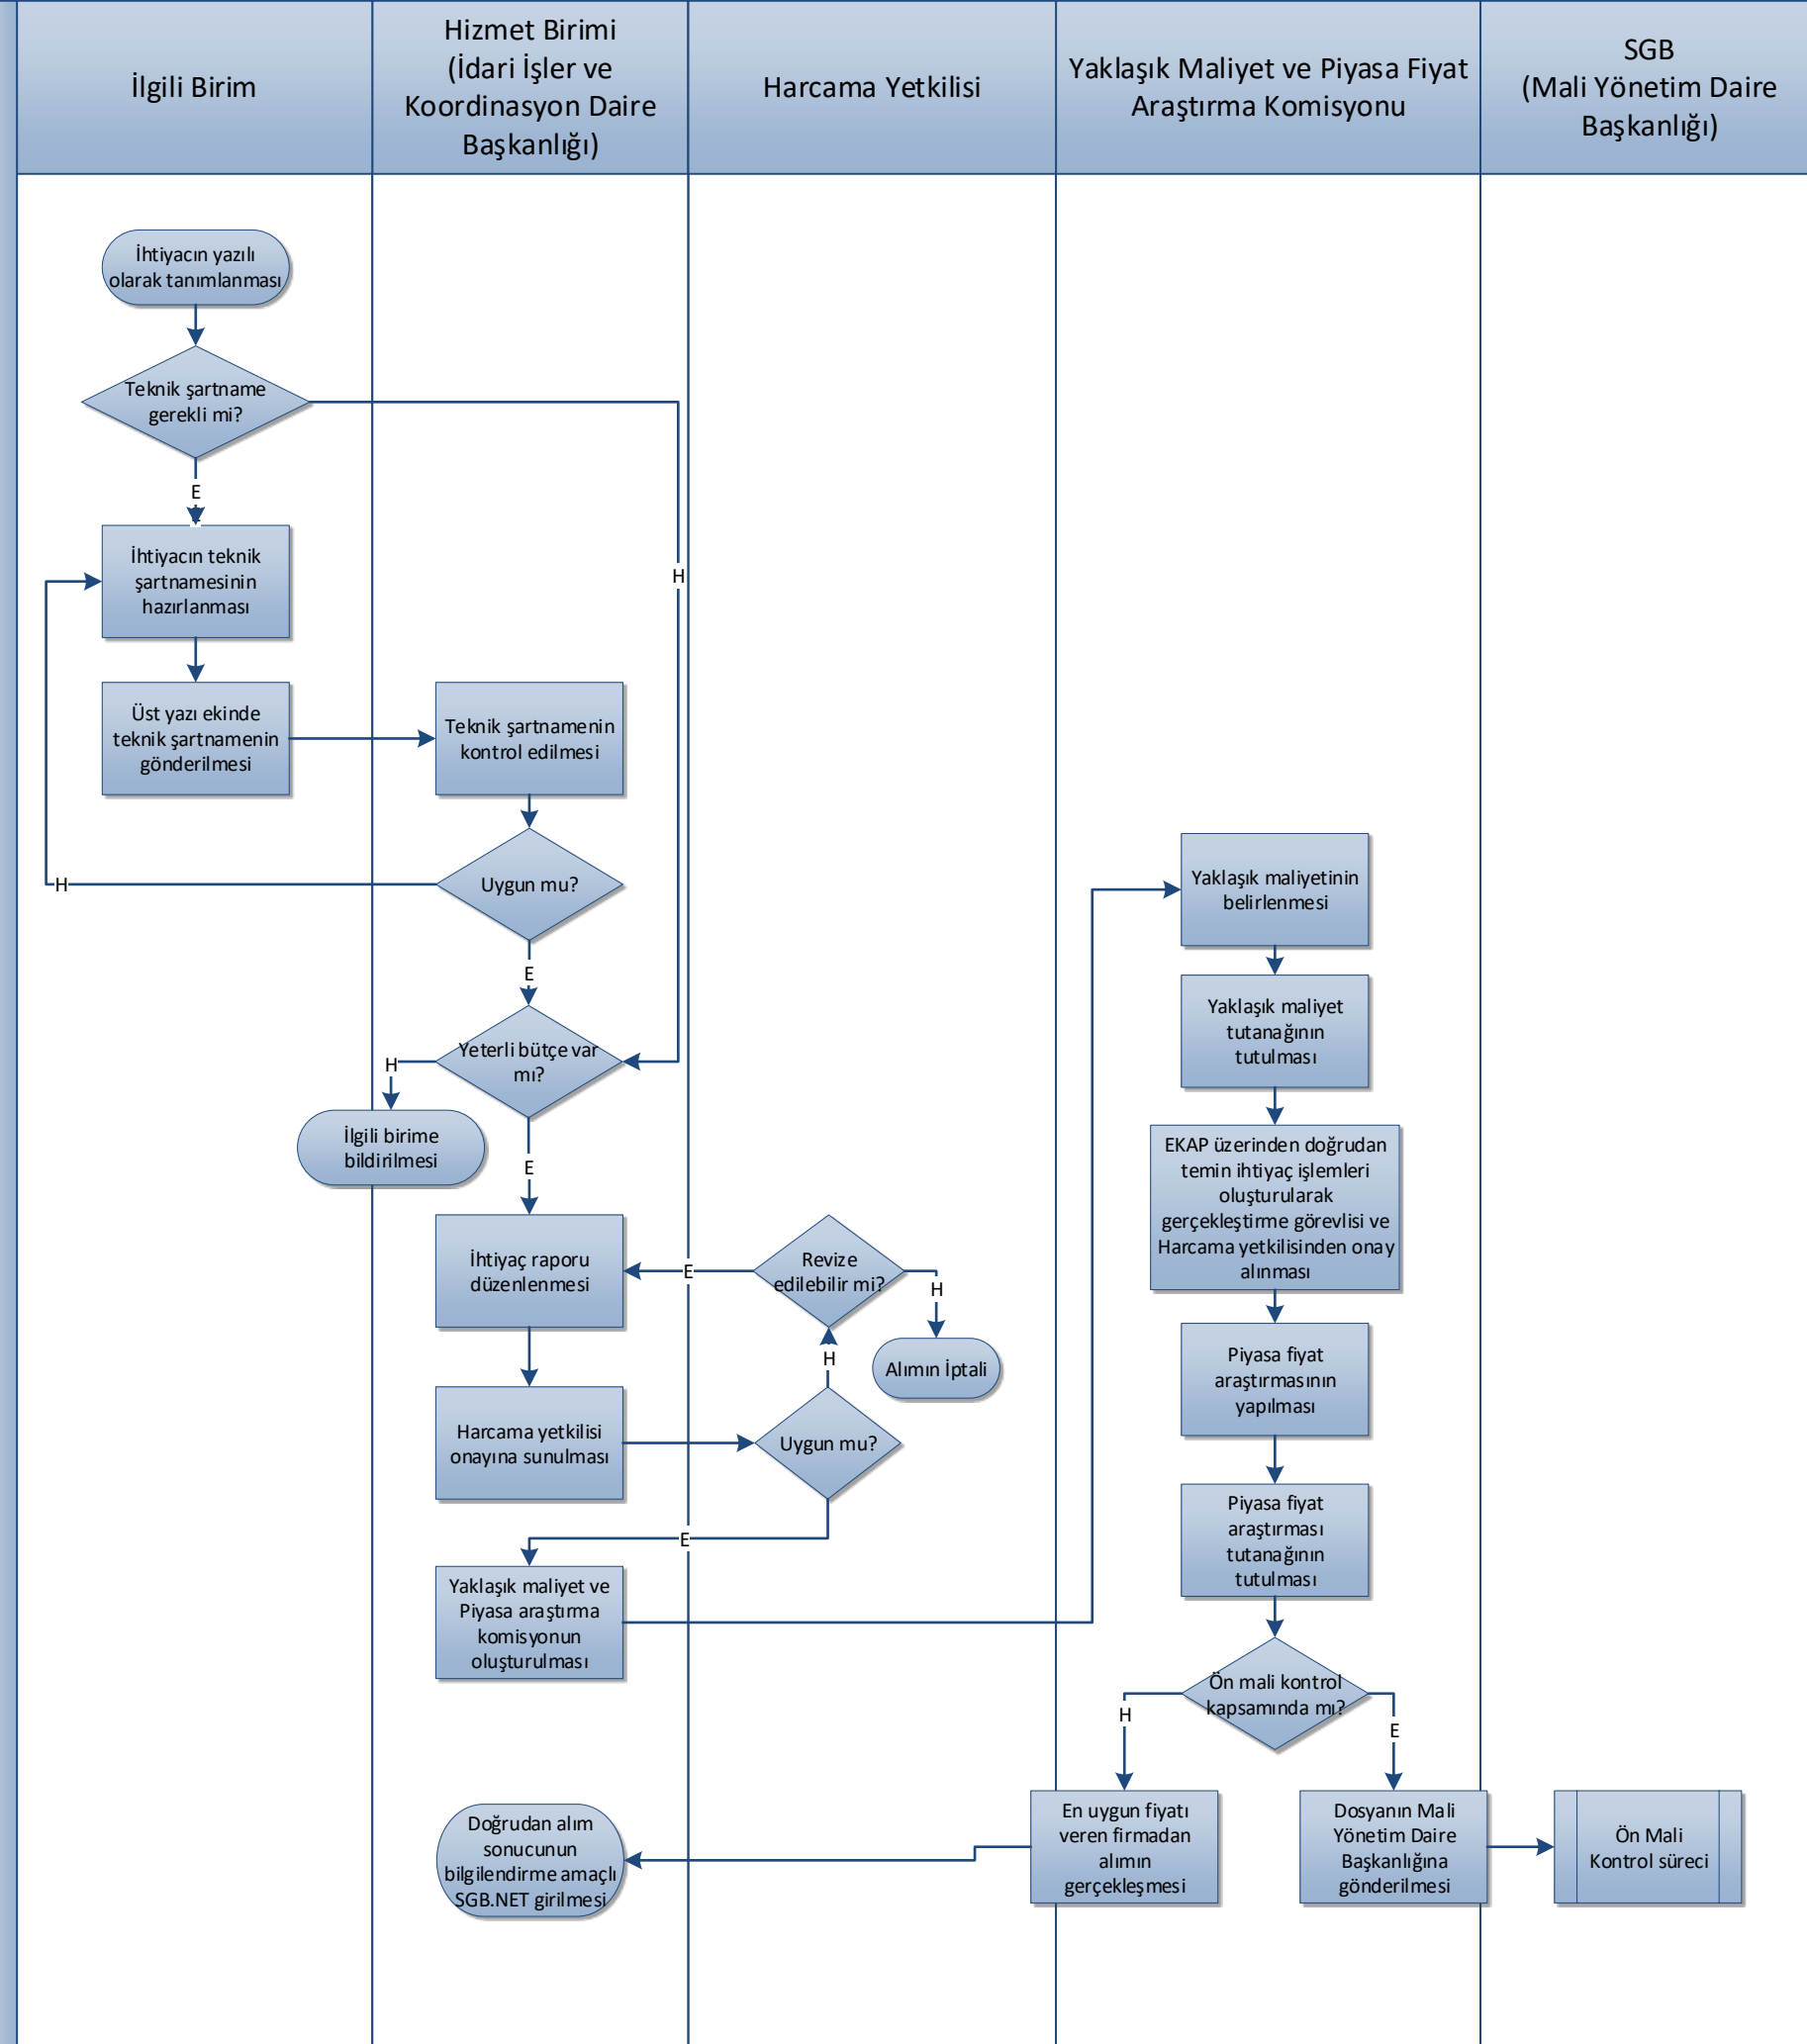 İlgili Birim
Hizmet Birimi
(İdari İşler ve
Koordinasyon Daire
Başkanlığı)
Harcama Yetkilisi
Yaklaşık Maliyet ve Piyasa Fiyat
Araştırma Komisyonu
SGB
(Mali Yönetim Daire
Başkanlığı)
İhtiyacın yazılı
olarak tanımlanması
Teknik şartname
gerekli mi?
E
H
İhtiyacın teknik
şartnamesinin
hazırlanması
Üst yazı ekinde
teknik şartnamenin
gönderilmesi
Teknik şartnamenin
kontrol edilmesi
Uygun mu?
H
E
Yeterli bütçe var
mı?
H
İlgili birime
bildirilmesi
E
İhtiyaç raporu
düzenlenmesi
E
Revize
edilebilir mi?
H
Alımın İptali
H
Harcama yetkilisi
onayına sunulması
Uygun mu?
E
Yaklaşık maliyet ve
Piyasa araştırma
komisyonun
oluşturulması
Yaklaşık maliyetinin
belirlenmesi
Yaklaşık maliyet
tutanağının
tutulması
EKAP üzerinden doğrudan
temin ihtiyaç işlemleri
oluşturularak
gerçekleştirme görevlisi ve
Harcama yetkilisinden onay
alınması
Piyasa fiyat
araştırmasının
yapılması
Piyasa fiyat
araştırması
tutanağının
tutulması
Ön mali kontrol
kapsamında mı?
H
E
En uygun fiyatı
veren firmadan
alımın
gerçekleşmesi
Doğrudan alım
sonucunun
bilgilendirme amaçlı
SGB.NET girilmesi
Dosyanın Mali
Yönetim Daire
Başkanlığına
gönderilmesi
Ön Mali
Kontrol süreci